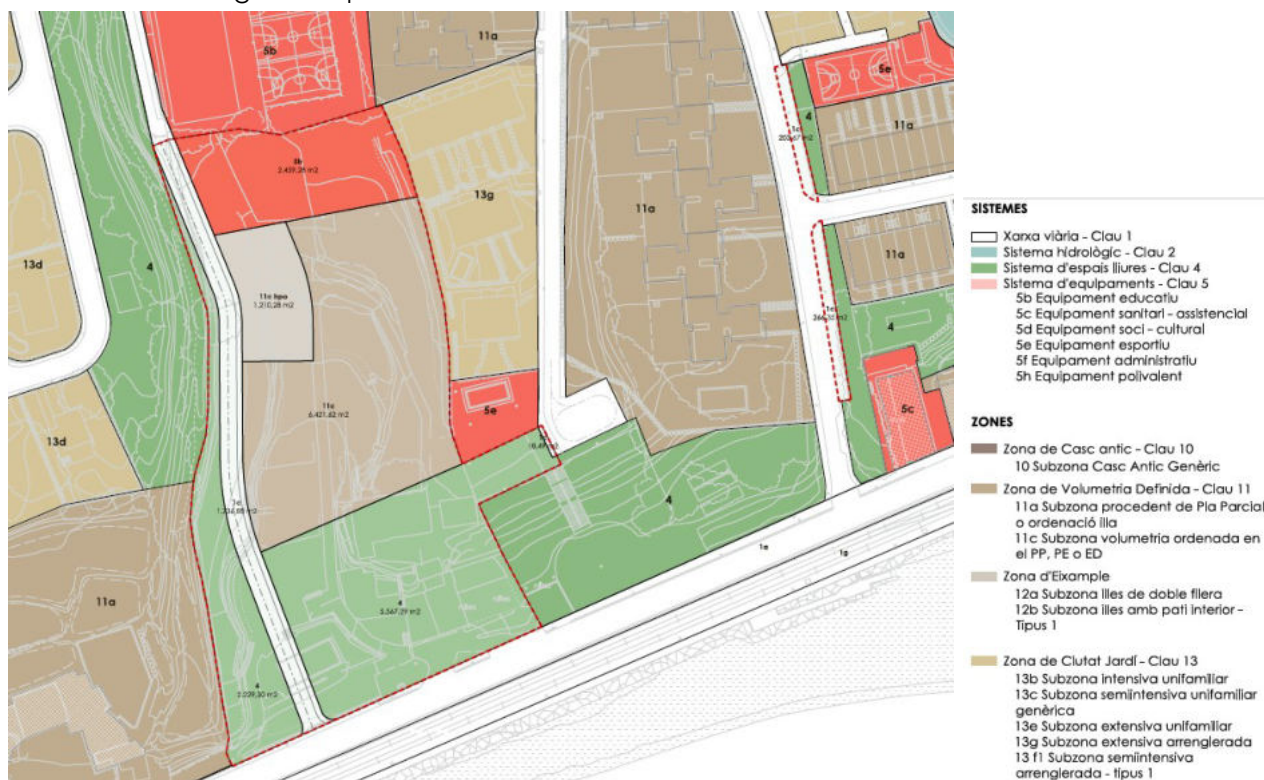 5b
11a
5e
4
11a
5b
2.459,28 m2
13g
11a
13d
4
11c hpo
1.210,28 m2
11a
4
11c
6.421,62 m2
5e
5c
13d
4
11a
4
5.567,29 m2
1a
1g
4
SISTEMES
Xarxa viària - Clau 1
Sistema hidrològic - Clau 2
Sistema d'espais lliures - Clau 4
Sistema d'equipaments - Clau 5
5b Equipament educatiu
5c Equipament sanitari - assistencial
5d Equipament soci - cultural
5e Equipament esportiu
5f Equipament administratiu
5h Equipament polivalent
ZONES
Zona de Casc antic - Clau 10
10 Subzona Casc Antic Genèric
Zona de Volumetria Definida - Clau 11
11a Subzona procedent de Pla Parcial
o ordenació illa
11c Subzona volumetria ordenada en
el PP, PE o ED
Zona d'Eixample
12a Subzona illes de doble filera
12b Subzona illes amb pati interior -
Tipus 1
Zona de Ciutat Jardí - Clau 13
13b Subzona intensiva unifamiliar
13c Subzona semiintensiva unifamiliar
genèrica
13e Subzona extensiva unifamiliar
13g Subzona extensiva arrenglerada
13 f1 Subzona semiintensiva
arrenglerada - tipus 1